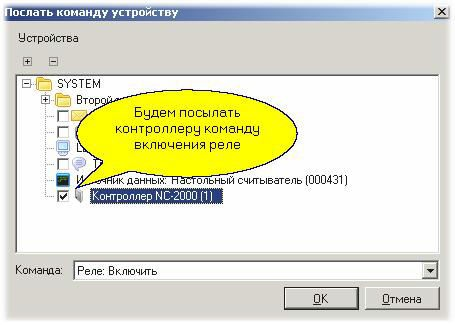 Послать команду устройству
Устройства
SYSTEM
Второй
Будем посылать
контроллеру команду
включения реле
Источник данных: Настольный считыватель (000431)
Контроллер NC-2000 (1)
Команда: Реле: Включить
OK Отмена